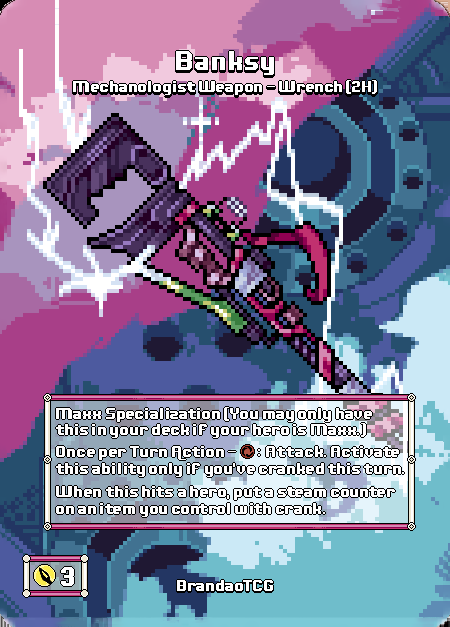 Banksy
Mechanologist Weapon - Wrench (2H)
Maxx Specialization (You may only have
this in your deck if your hero is Maxx.)
Once per Turn Action - : Attack. Activate
this ability only if you've cranked this turn.
When this hits a hero, put a steam counter
on an item you control with crank.
3
BrandaoTCG